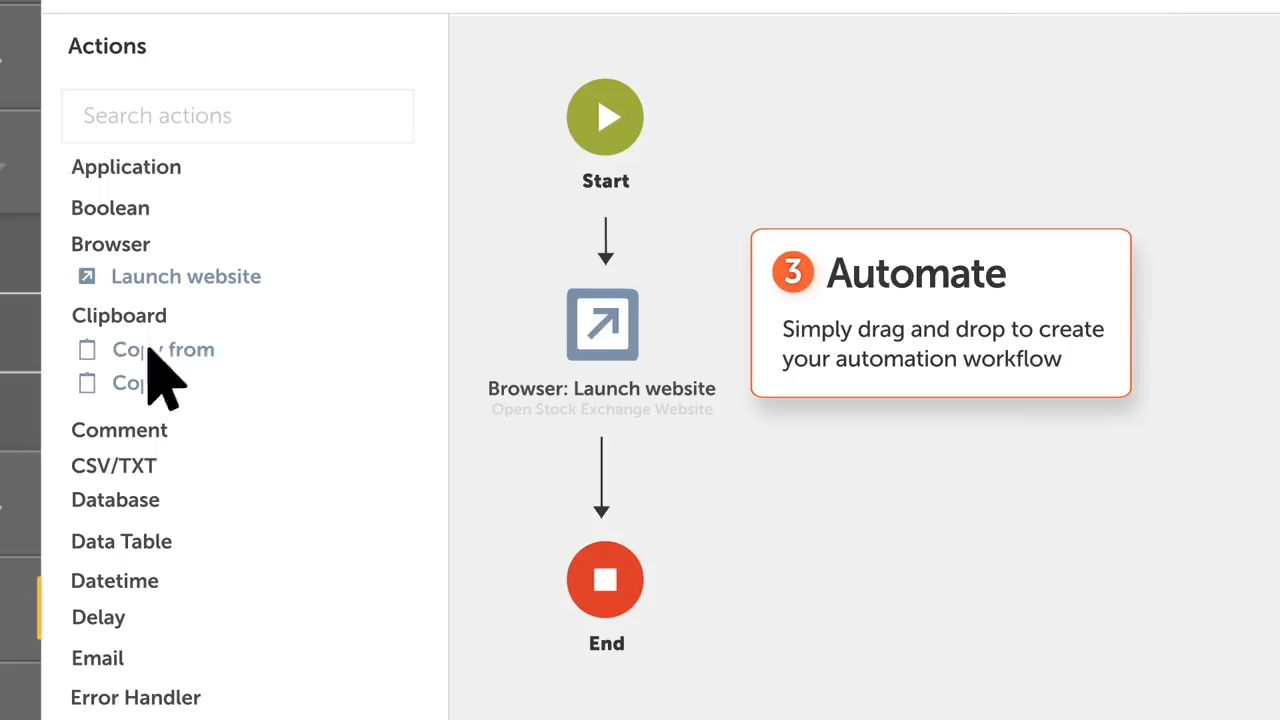 Actions
Search actions
Application
Boolean
Browser
Launch website
Clipboard
Copy from
Comment
CSV/TXT
Database
Data Table
Datetime
Delay
Email
Error Handler
Start
Browser: Launch website
Open Stock Exchange Website
End
3 Automate
Simply drag and drop to create
your automation workflow